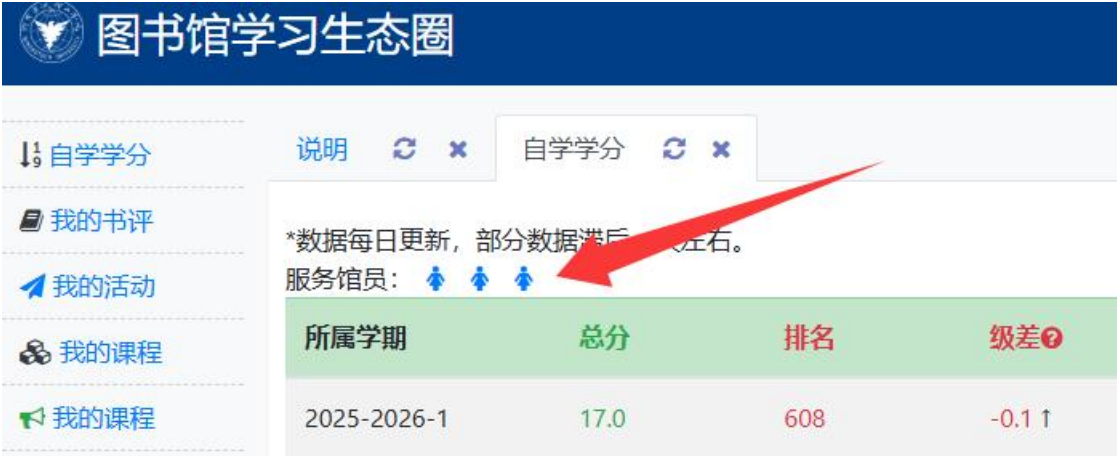 图书馆学习生态圈
自学学分
我的书评
我的活动
我的课程
我的课程
说明 自学学分
*数据每日更新，部分数据滞后 左右。
服务馆员：
所属学期 总分 排名 级差
2025-2026-1 17.0 608 -0.1 ↑